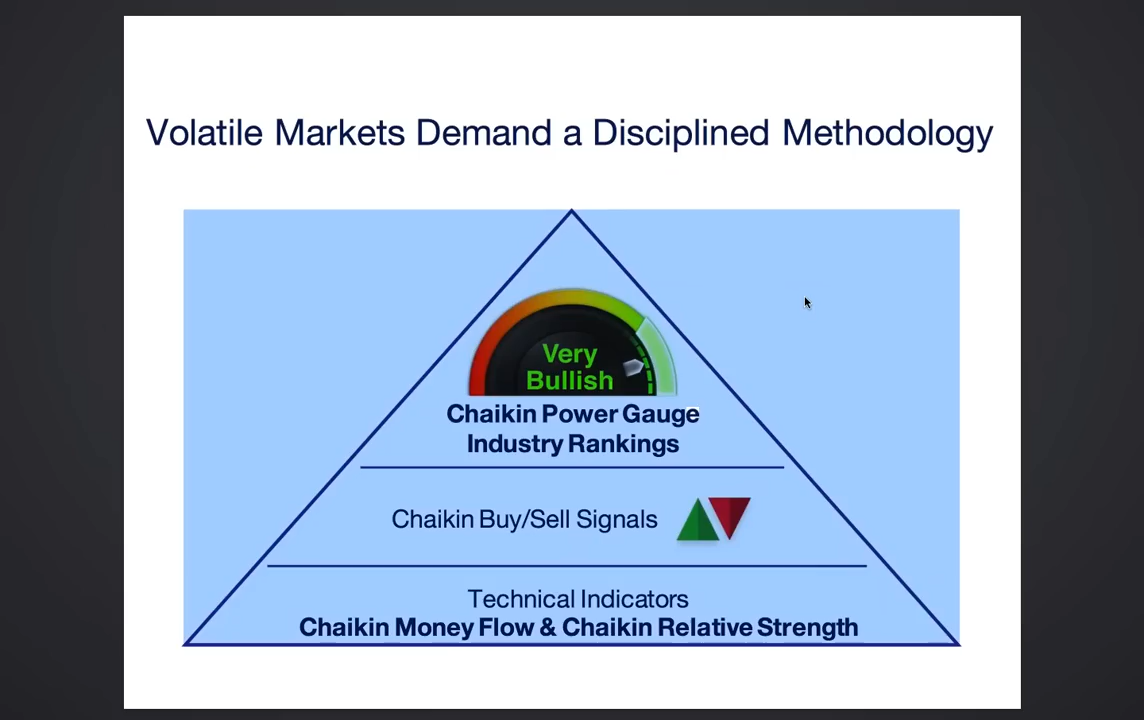 Volatile Markets Demand a Disciplined Methodology
Very
Bullish
Chaikin Power Gauge
Industry Rankings
Chaikin Buy/Sell Signals
Technical Indicators
Chaikin Money Flow & Chaikin Relative Strength